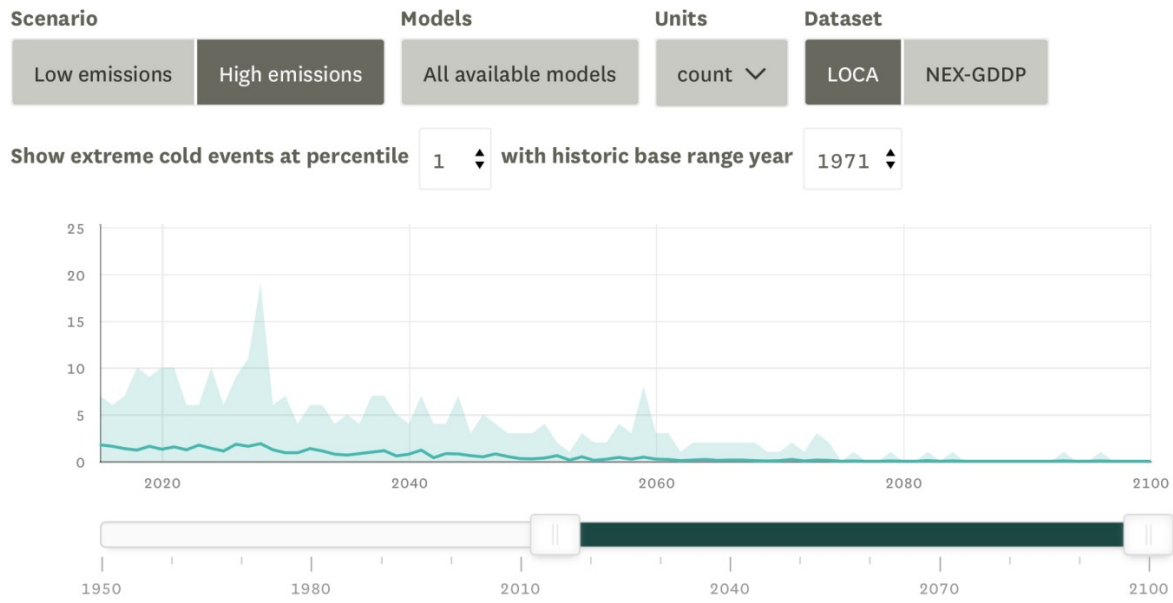 Scenario Models Units Dataset
Low emissions High emissions All available models count LOCA NEX-GDDP
Show extreme cold events at percentile 1 with historic base range year 1971
25
20
15
10
5
0
2020 2040 2060 2080 2100
1950 1980 2010 2040 2070 2100